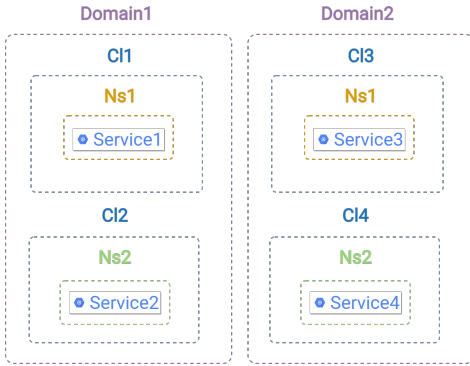 Domain1
Cl1
Ns1
Service1
Cl2
Ns2
Service2
Domain2
Cl3
Ns1
Service3
Cl4
Ns2
Service4